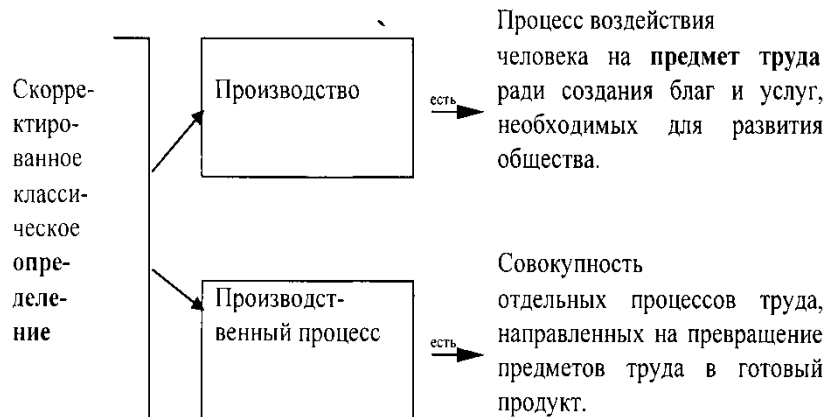 Скорре-
ктиро-
ванное
класси-
ческое
опре-
деле-
ние
Производство
есть
Процесс воздействия
человека на предмет труда
ради создания благ и услуг,
необходимых для развития
общества.
Производст-
венный процесс
есть
Совокупность
отдельных процессов труда,
направленных на превращение
предметов труда в готовый
продукт.